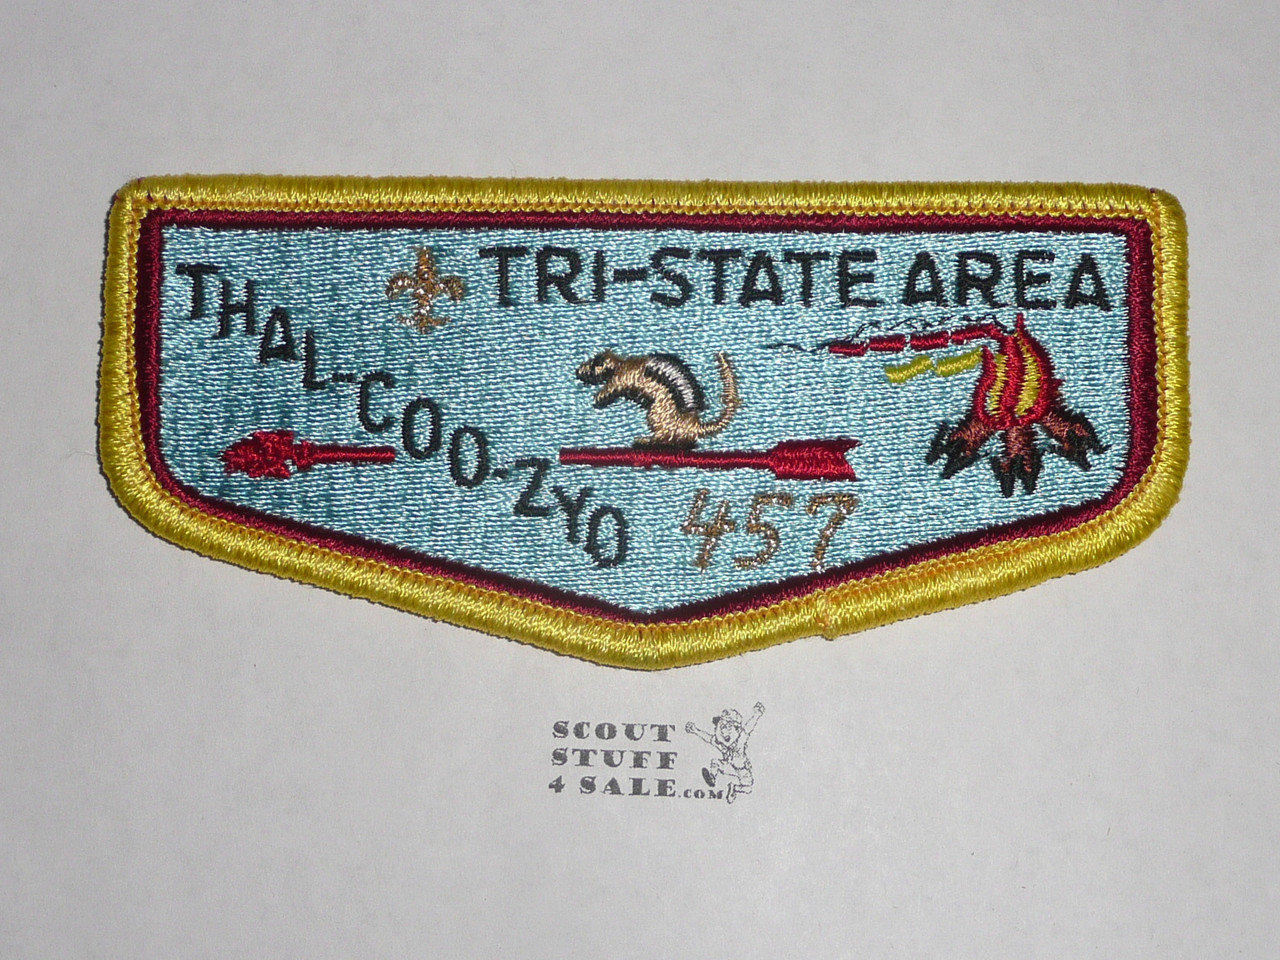 TRI-STATE AREA
THAL-COO-ZYO
457
SCOUT
STUFF
4 SALE.COM